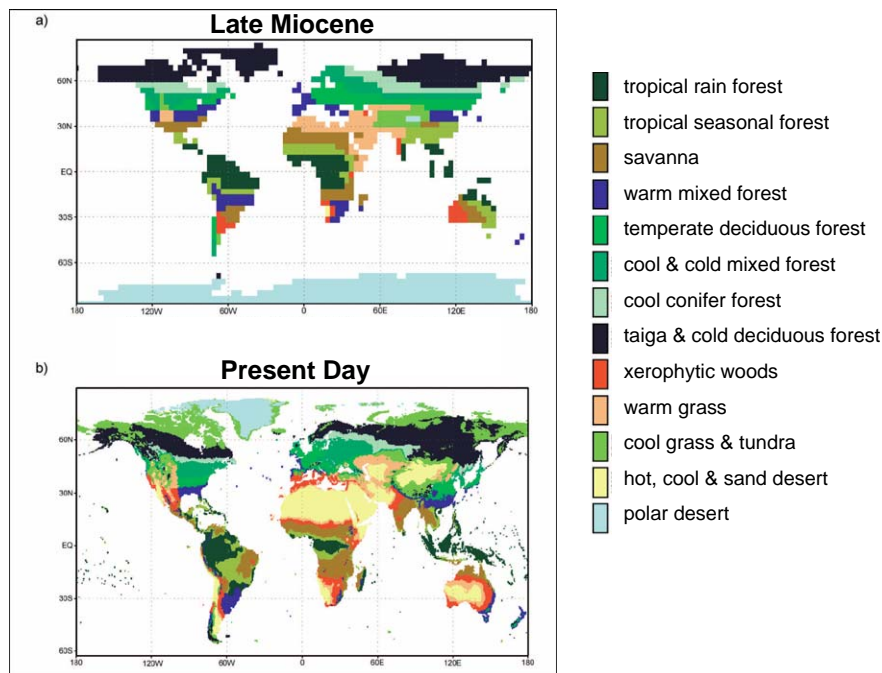 Late Miocene
a)
60N
30N
EQ
30S
60S
180 120W 60W 0 60E 120E 180
Present Day
b)
60N
30N
EQ
30S
60S
180 120W 60W 0 60E 120E 180
tropical rain forest
tropical seasonal forest
savanna
warm mixed forest
temperate deciduous forest
cool & cold mixed forest
cool conifer forest
taiga & cold deciduous forest
xerophytic woods
warm grass
cool grass & tundra
hot, cool & sand desert
polar desert